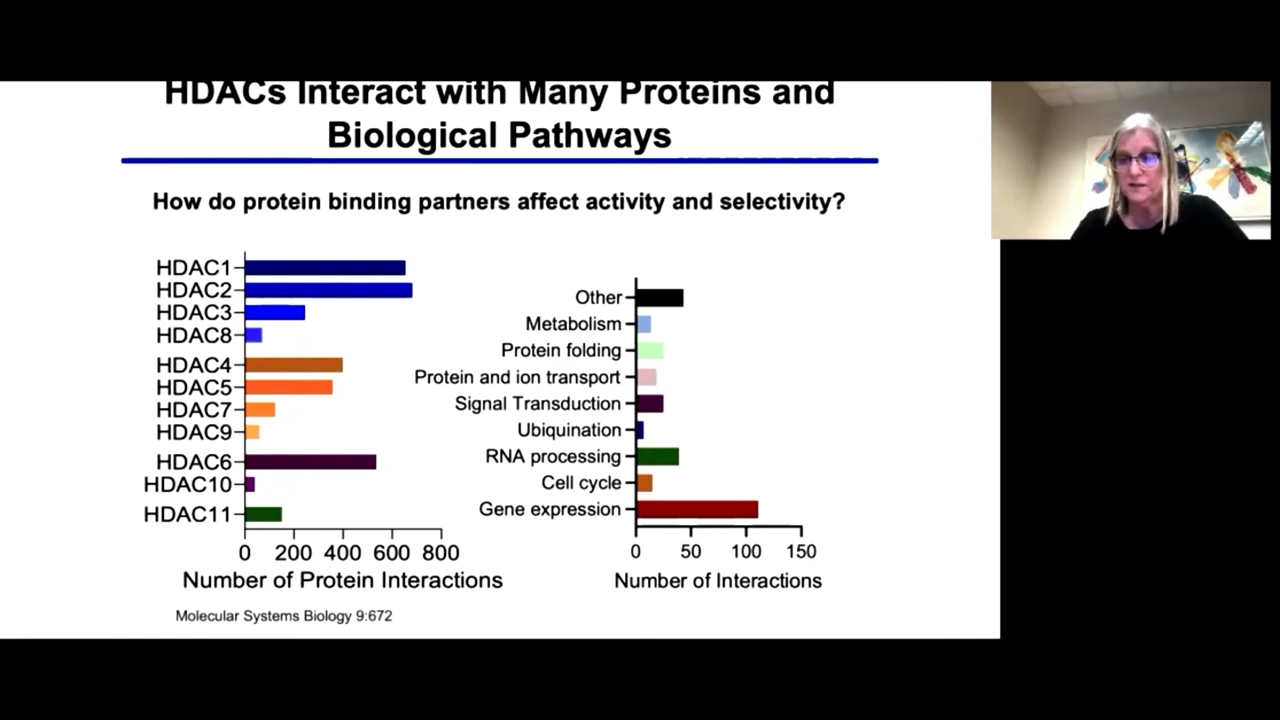 HDACs Interact with Many Proteins and
Biological Pathways
How do protein binding partners affect activity and selectivity?
HDAC1
HDAC2
HDAC3
HDAC8
HDAC4
HDAC5
HDAC7
HDAC9
HDAC6
HDAC10
HDAC11
0 200 400 600 800
Number of Protein Interactions
Other
Metabolism
Protein folding
Protein and ion transport
Signal Transduction
Ubiquination
RNA processing
Cell cycle
Gene expression
0 50 100 150
Number of Interactions
Molecular Systems Biology 9:672